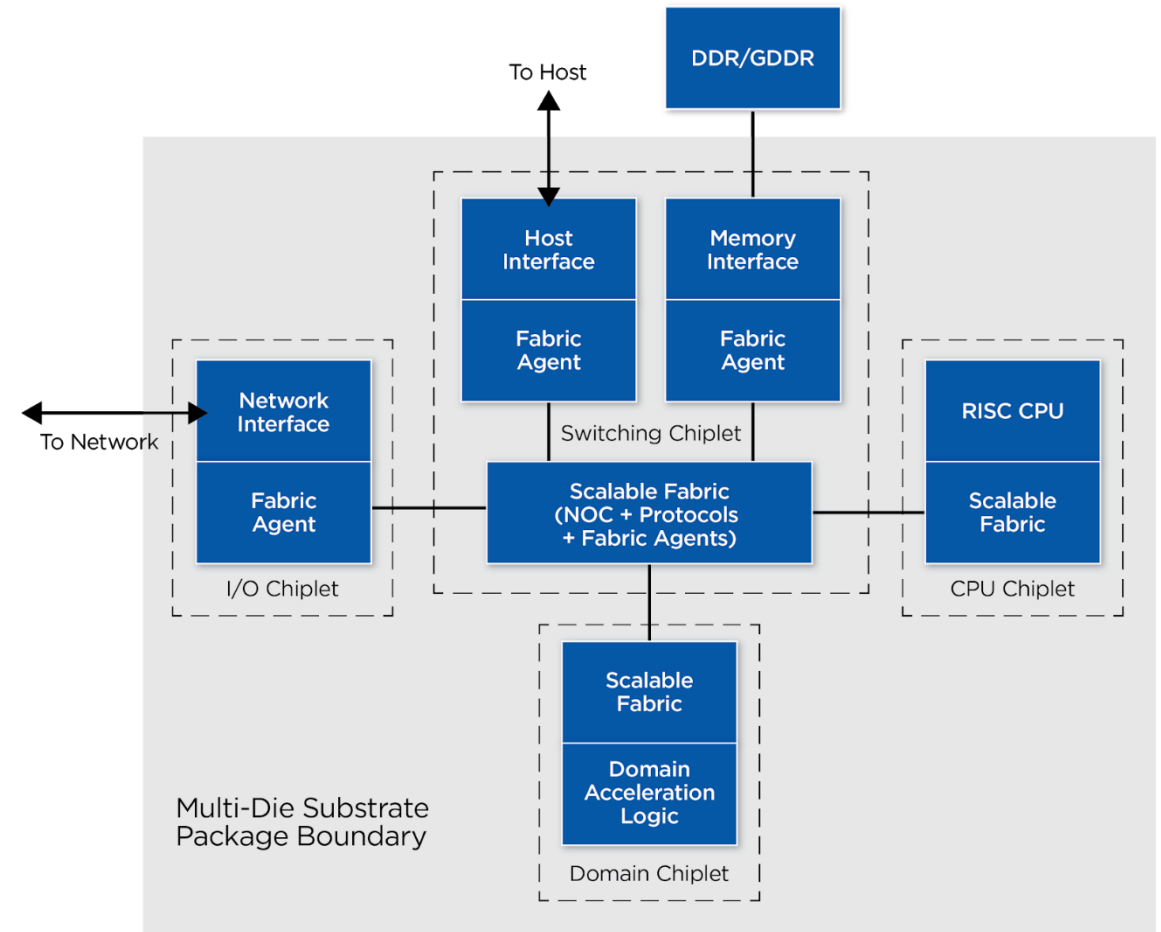 DDR/GDDR
To Host
Host
Interface
Fabric
Agent
Memory
Interface
Fabric
Agent
Network
Interface
To Network
Fabric
Agent
I/O Chiplet
Switching Chiplet
Scalable Fabric
(NOC + Protocols
+ Fabric Agents)
RISC CPU
Scalable
Fabric
CPU Chiplet
Scalable
Fabric
Domain
Acceleration
Logic
Domain Chiplet
Multi-Die Substrate
Package Boundary